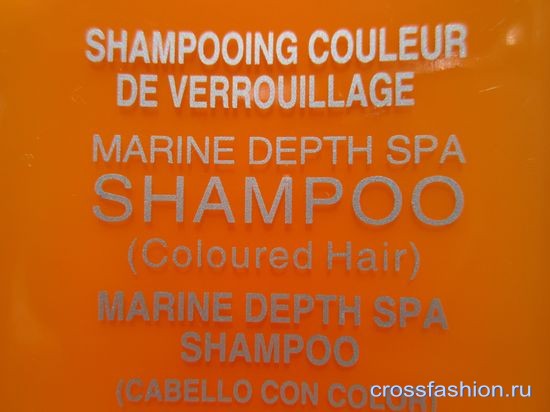 SHAMPOOING COULEUR
DE VERROUILLAGE
MARINE DEPTH SPA
SHAMPOO
(Coloured Hair)
MARINE DEPTH SPA
SHAMPOO
(CABELLO CON COLOR)
crossfashion.ru